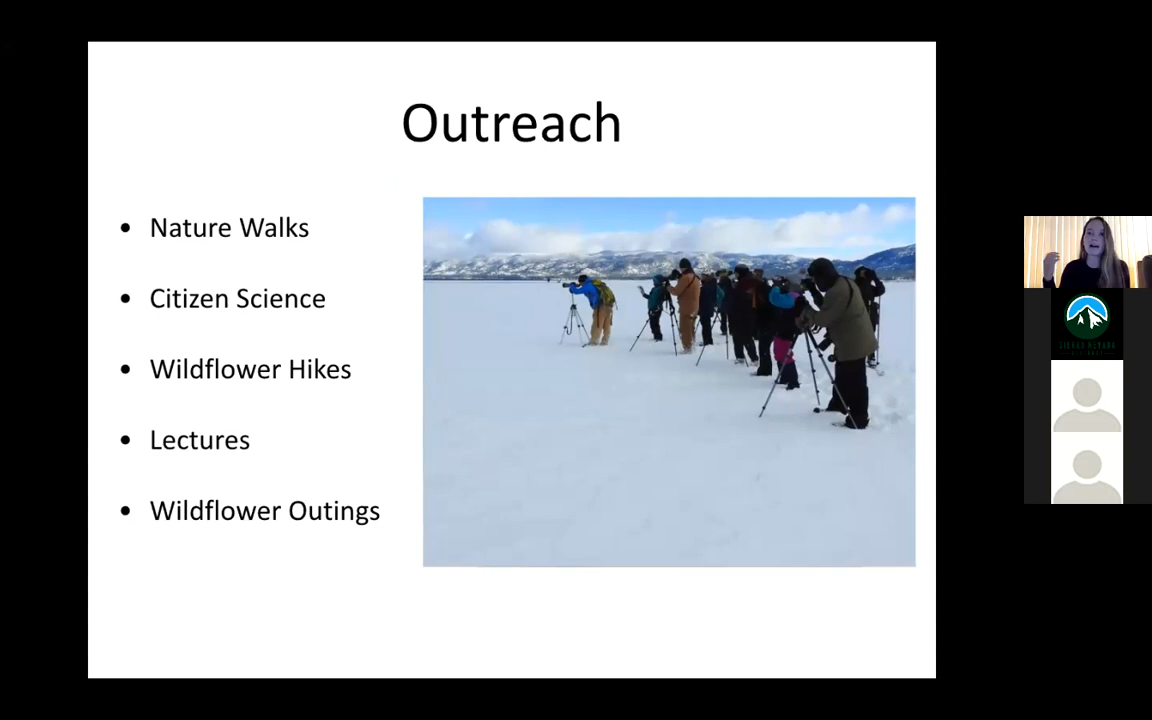 Outreach
• Nature Walks
• Citizen Science
• Wildflower Hikes
• Lectures
• Wildflower Outings